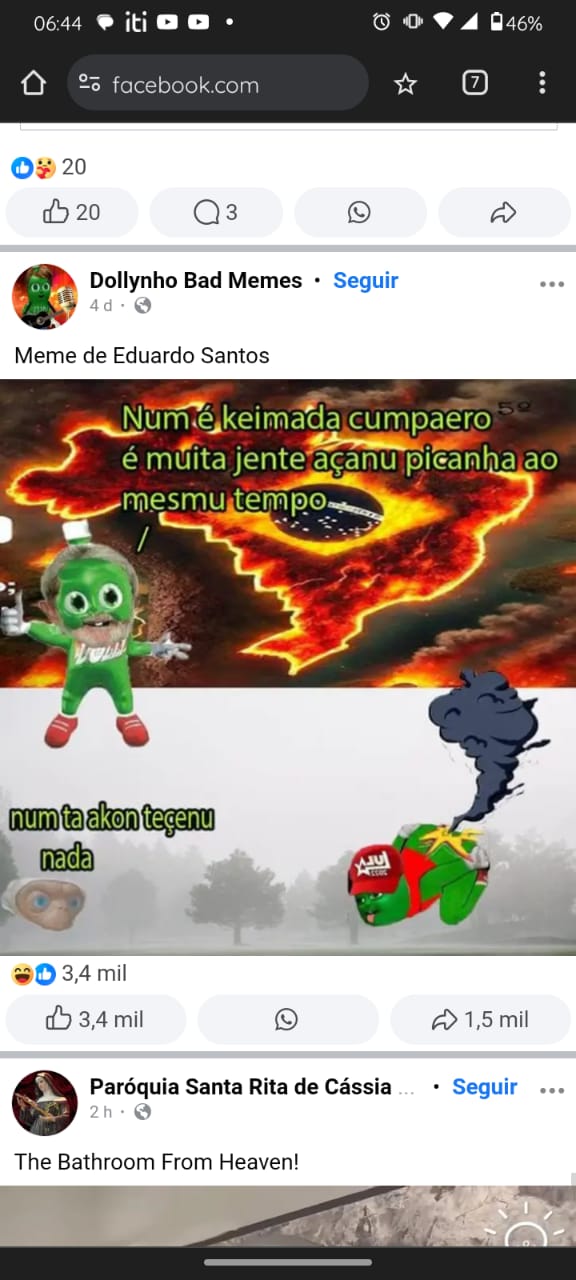 06:44 iti 46%
facebook.com 7
20
20 3
Dollynho Bad Memes • Seguir
4 d ·
Meme de Eduardo Santos
5º
Num é keimada cumpaero
é muita jente açanu picanha ao
mesmu tempo
/
num ta akon teçenu
nada
3,4 mil
3,4 mil 1,5 mil
Paróquia Santa Rita de Cássia ... • Seguir
2 h ·
The Bathroom From Heaven!